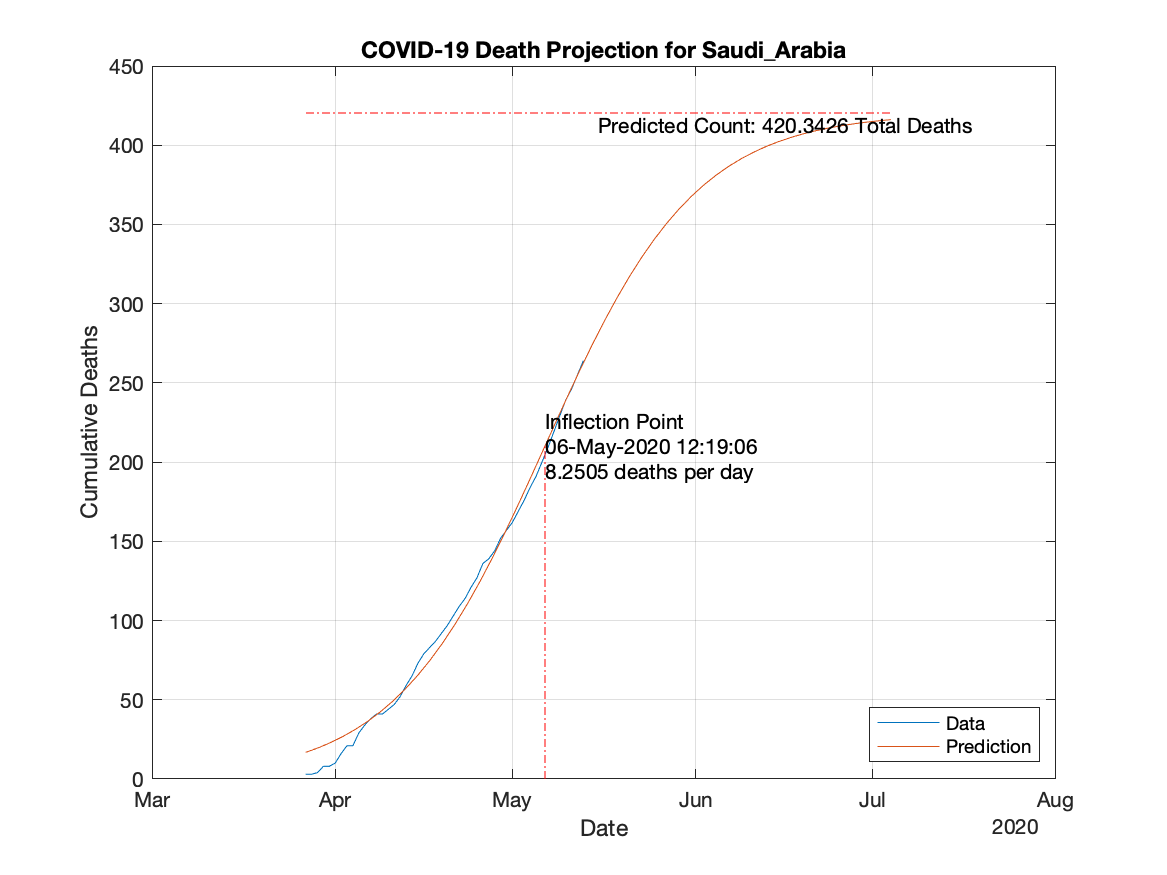 COVID-19 Death Projection for Saudi_Arabia
450
400
350
300
250
200
150
100
50
0
Cumulative Deaths
Predicted Count: 420.3426 Total Deaths
Inflection Point
06-May-2020 12:19:06
8.2505 deaths per day
Data
Prediction
Mar Apr May Jun Jul Aug
Date
2020